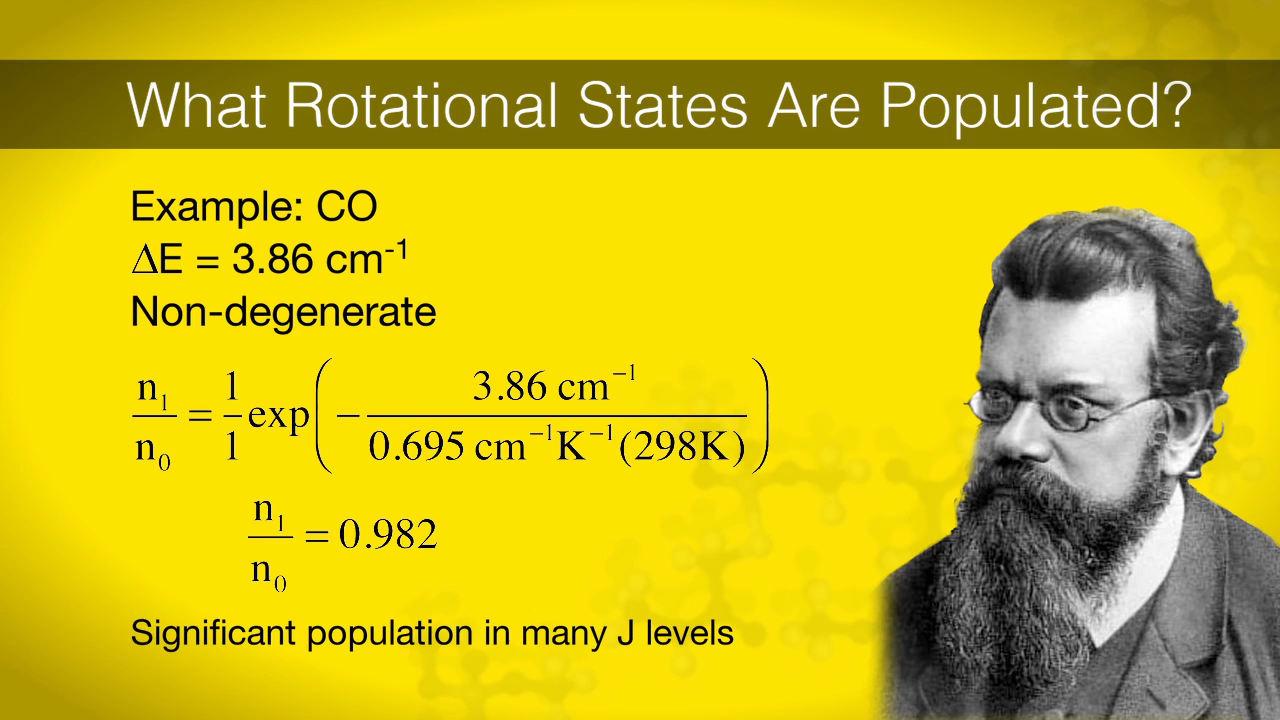 What Rotational States Are Populated?
Example: CO
ΔE = 3.86 cm⁻¹
Non-degenerate
n₁/n₀ = 1/1 exp(− 3.86 cm⁻¹ / 0.695 cm⁻¹K⁻¹(298K))
n₁/n₀ = 0.982
Significant population in many J levels